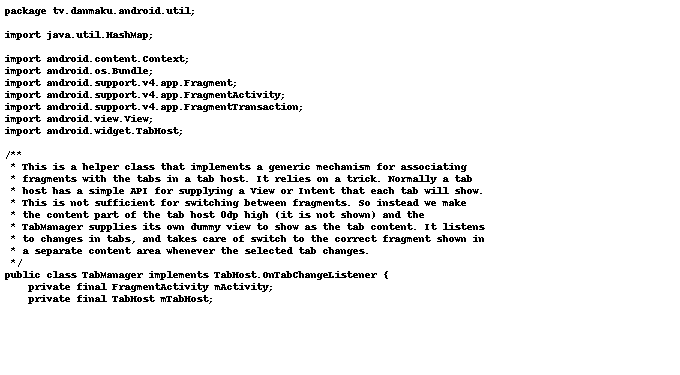 package tv.danmaku.android.util;
import java.util.HashMap;
import android.content.Context;
import android.os.Bundle;
import android.support.v4.app.Fragment;
import android.support.v4.app.FragmentActivity;
import android.support.v4.app.FragmentTransaction;
import android.view.View;
import android.widget.TabHost;
/**
 * This is a helper class that implements a generic mechanism for associating
 * fragments with the tabs in a tab host. It relies on a trick. Normally a tab
 * host has a simple API for supplying a View or Intent that each tab will show.
 * This is not sufficient for switching between fragments. So instead we make
 * the content part of the tab host 0dp high (it is not shown) and the
 * TabManager supplies its own dummy view to show as the tab content. It listens
 * to changes in tabs, and takes care of switch to the correct fragment shown in
 * a separate content area whenever the selected tab changes.
 */
public class TabManager implements TabHost.OnTabChangeListener {
    private final FragmentActivity mActivity;
    private final TabHost mTabHost;